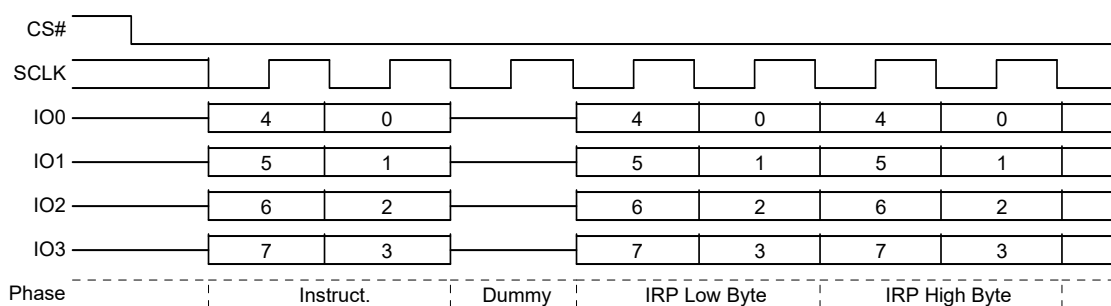 CS#
SCLK
IO0 4 0 4 0 4 0
IO1 5 1 5 1 5 1
IO2 6 2 6 2 6 2
IO3 7 3 7 3 7 3
Phase Instruct. Dummy IRP Low Byte IRP High Byte